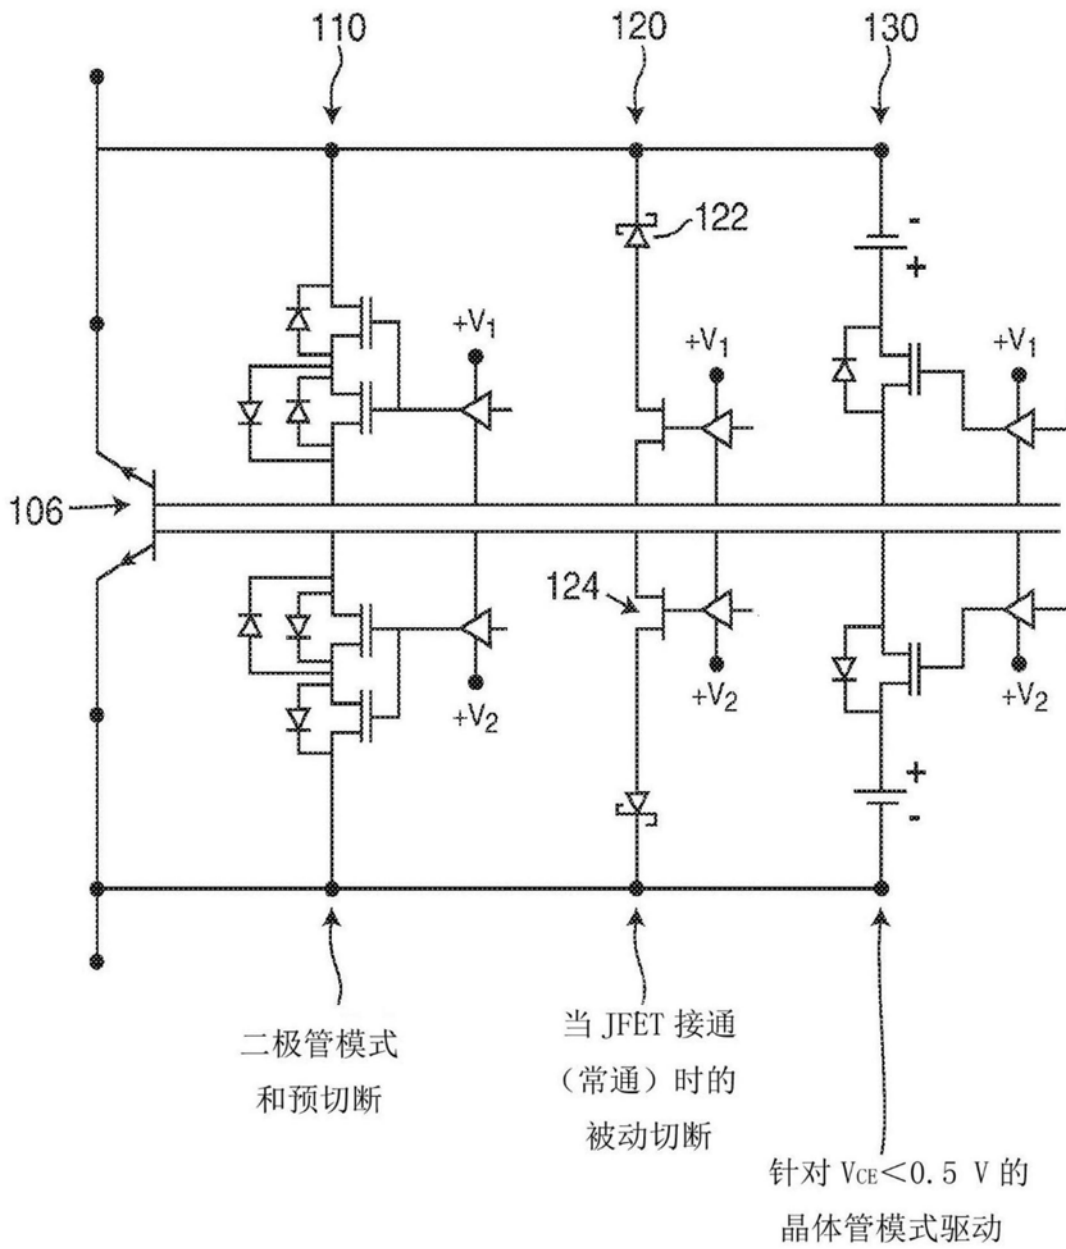 110
120
130
122
-
+
+V1
+V1
+V1
106
124
+V2
+V2
+V2
+
-
二极管模式
和预切断
当 JFET 接通
（常通）时的
被动切断
针对 VCE＜0.5 V 的
晶体管模式驱动